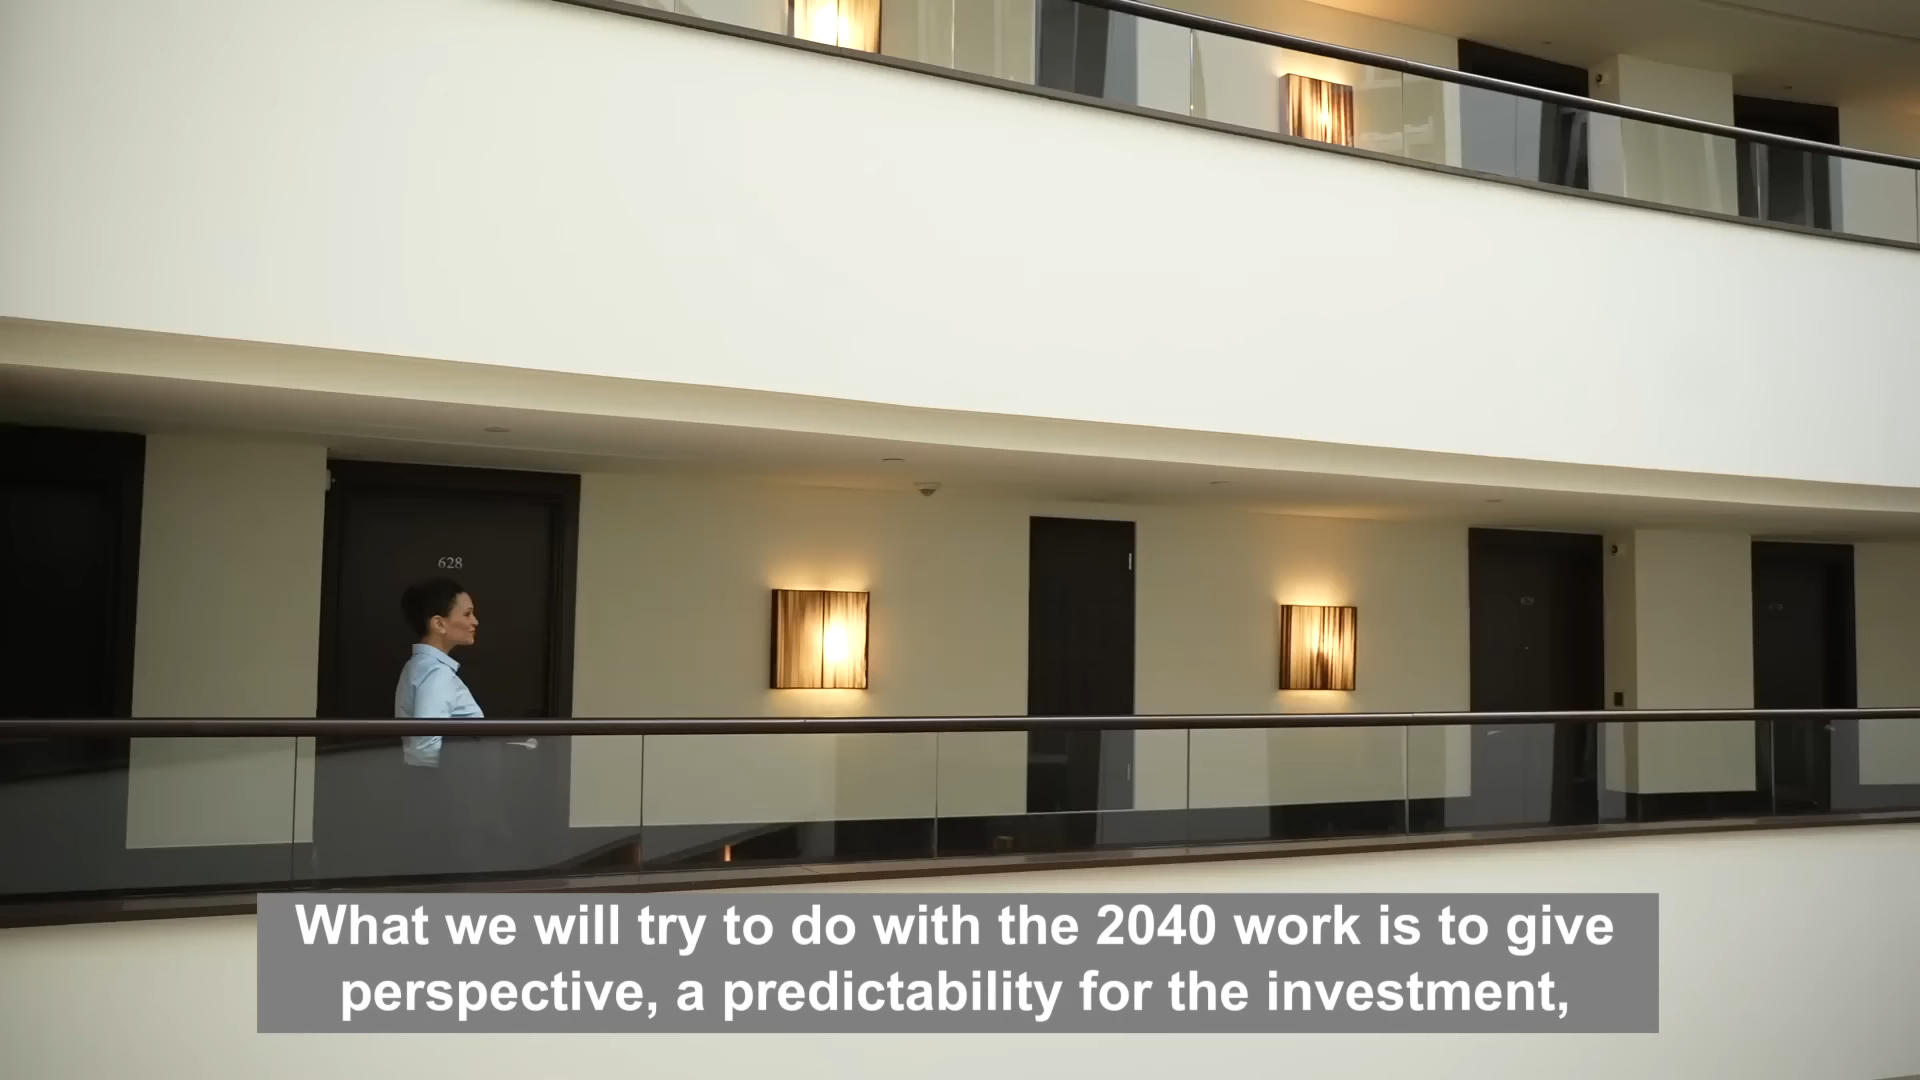 628
What we will try to do with the 2040 work is to give
perspective, a predictability for the investment,